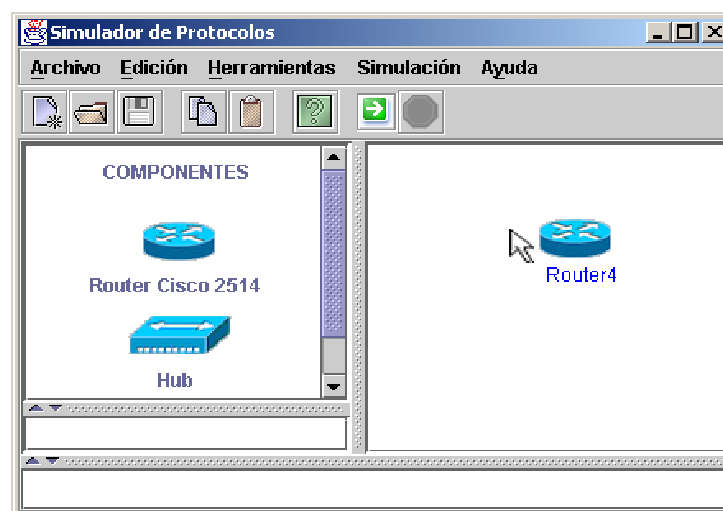 Simulador de Protocolos
Archivo Edición Herramientas Simulación Ayuda
COMPONENTES
Router Cisco 2514
Hub
Router4